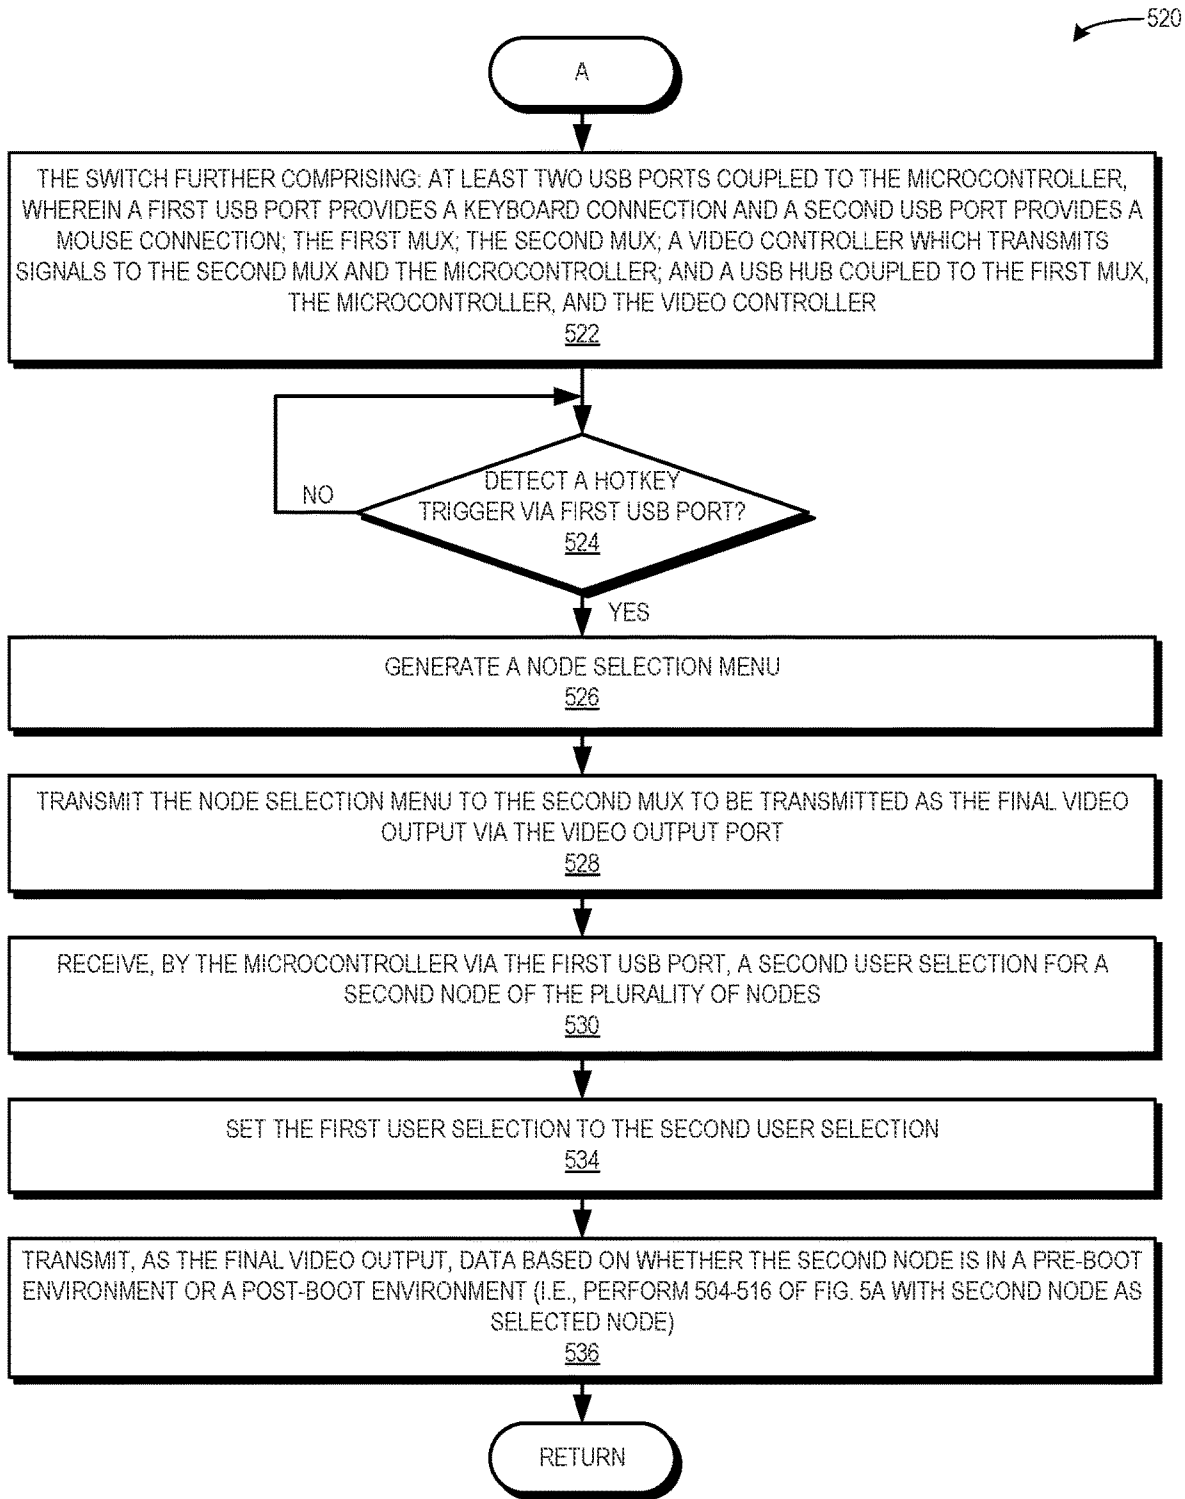 520
A
THE SWITCH FURTHER COMPRISING: AT LEAST TWO USB PORTS COUPLED TO THE MICROCONTROLLER,
WHEREIN A FIRST USB PORT PROVIDES A KEYBOARD CONNECTION AND A SECOND USB PORT PROVIDES A
MOUSE CONNECTION; THE FIRST MUX; THE SECOND MUX; A VIDEO CONTROLLER WHICH TRANSMITS
SIGNALS TO THE SECOND MUX AND THE MICROCONTROLLER; AND A USB HUB COUPLED TO THE FIRST MUX,
THE MICROCONTROLLER, AND THE VIDEO CONTROLLER
522
DETECT A HOTKEY
TRIGGER VIA FIRST USB PORT?
524
NO
YES
GENERATE A NODE SELECTION MENU
526
TRANSMIT THE NODE SELECTION MENU TO THE SECOND MUX TO BE TRANSMITTED AS THE FINAL VIDEO
OUTPUT VIA THE VIDEO OUTPUT PORT
528
RECEIVE, BY THE MICROCONTROLLER VIA THE FIRST USB PORT, A SECOND USER SELECTION FOR A
SECOND NODE OF THE PLURALITY OF NODES
530
SET THE FIRST USER SELECTION TO THE SECOND USER SELECTION
534
TRANSMIT, AS THE FINAL VIDEO OUTPUT, DATA BASED ON WHETHER THE SECOND NODE IS IN A PRE-BOOT
ENVIRONMENT OR A POST-BOOT ENVIRONMENT (I.E., PERFORM 504-516 OF FIG. 5A WITH SECOND NODE AS
SELECTED NODE)
536
RETURN